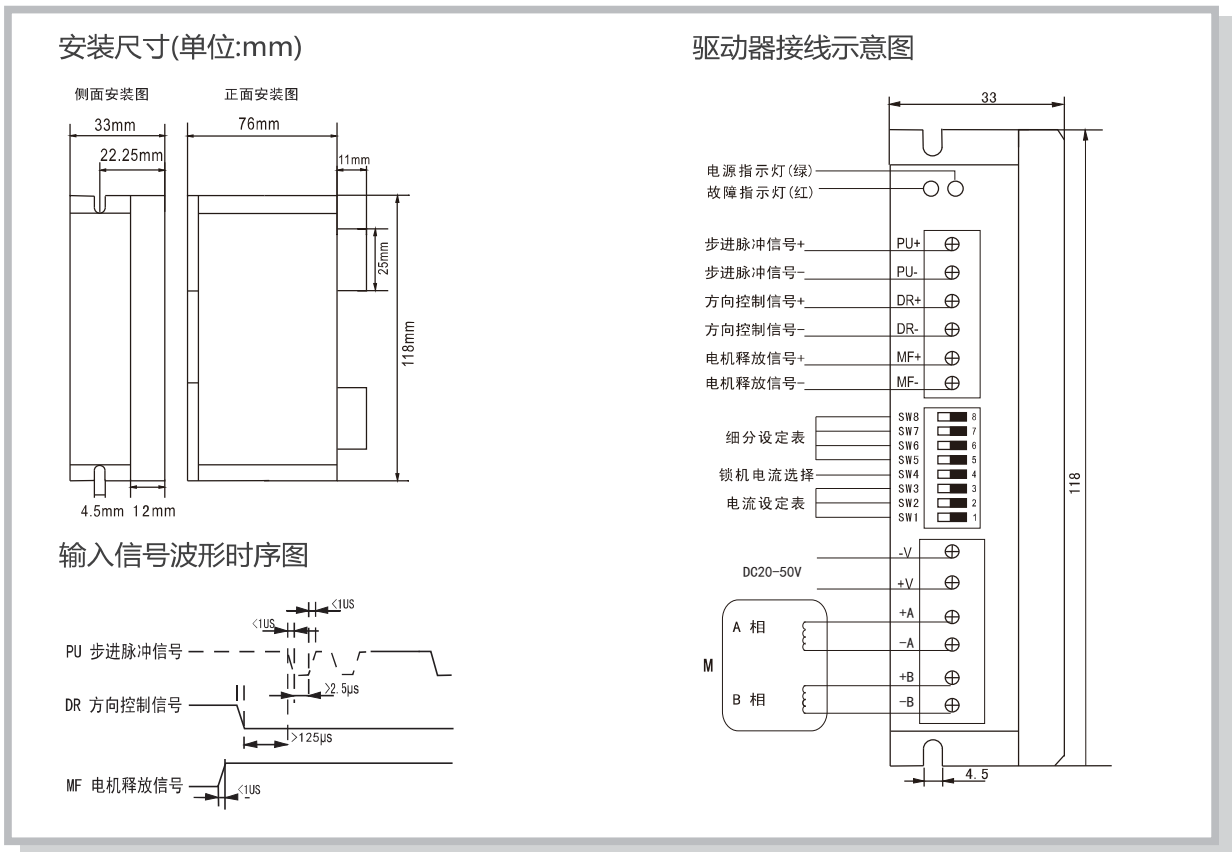 安装尺寸(单位:mm)
侧面安装图
正面安装图
33mm
76mm
22.25mm
11mm
25mm
118mm
4.5mm
12mm
输入信号波形时序图
<1US
<1US
PU 步进脉冲信号
>2.5μs
DR 方向控制信号
>125μs
MF 电机释放信号
<1US
驱动器接线示意图
33
电源指示灯(绿)
故障指示灯(红)
步进脉冲信号+ PU+
步进脉冲信号- PU-
方向控制信号+ DR+
方向控制信号- DR-
电机释放信号+ MF+
电机释放信号- MF-
SW8 8
SW7 7
细分设定表
SW6 6
SW5 5
锁机电流选择 SW4 4
SW3 3
电流设定表 SW2 2
SW1 1
118
-V
DC20-50V
+V
+A
A 相
-A
M
+B
B 相
-B
4.5